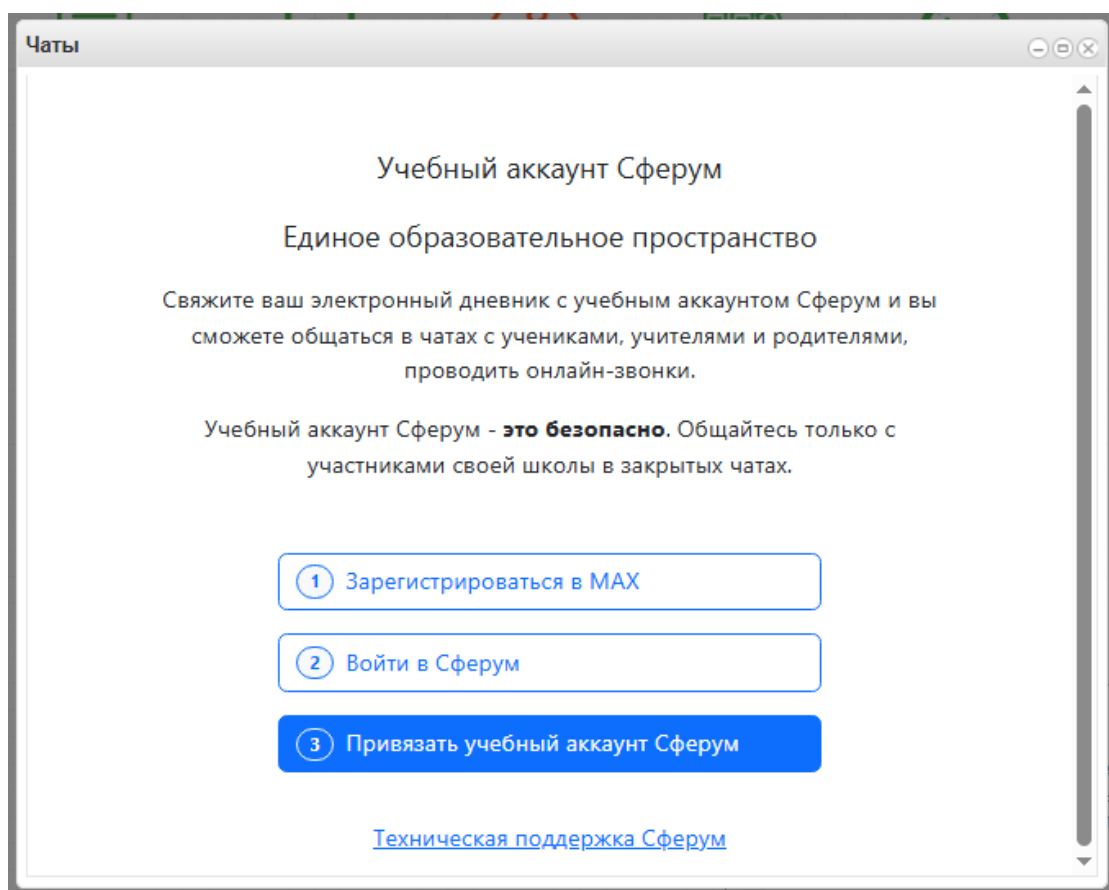 Чаты
Учебный аккаунт Сферум
Единое образовательное пространство
Свяжите ваш электронный дневник с учебным аккаунтом Сферум и вы
сможете общаться в чатах с учениками, учителями и родителями,
проводить онлайн-звонки.
Учебный аккаунт Сферум - это безопасно. Общайтесь только с
участниками своей школы в закрытых чатах.
1 Зарегистрироваться в MAX
2 Войти в Сферум
3 Привязать учебный аккаунт Сферум
Техническая поддержка Сферум